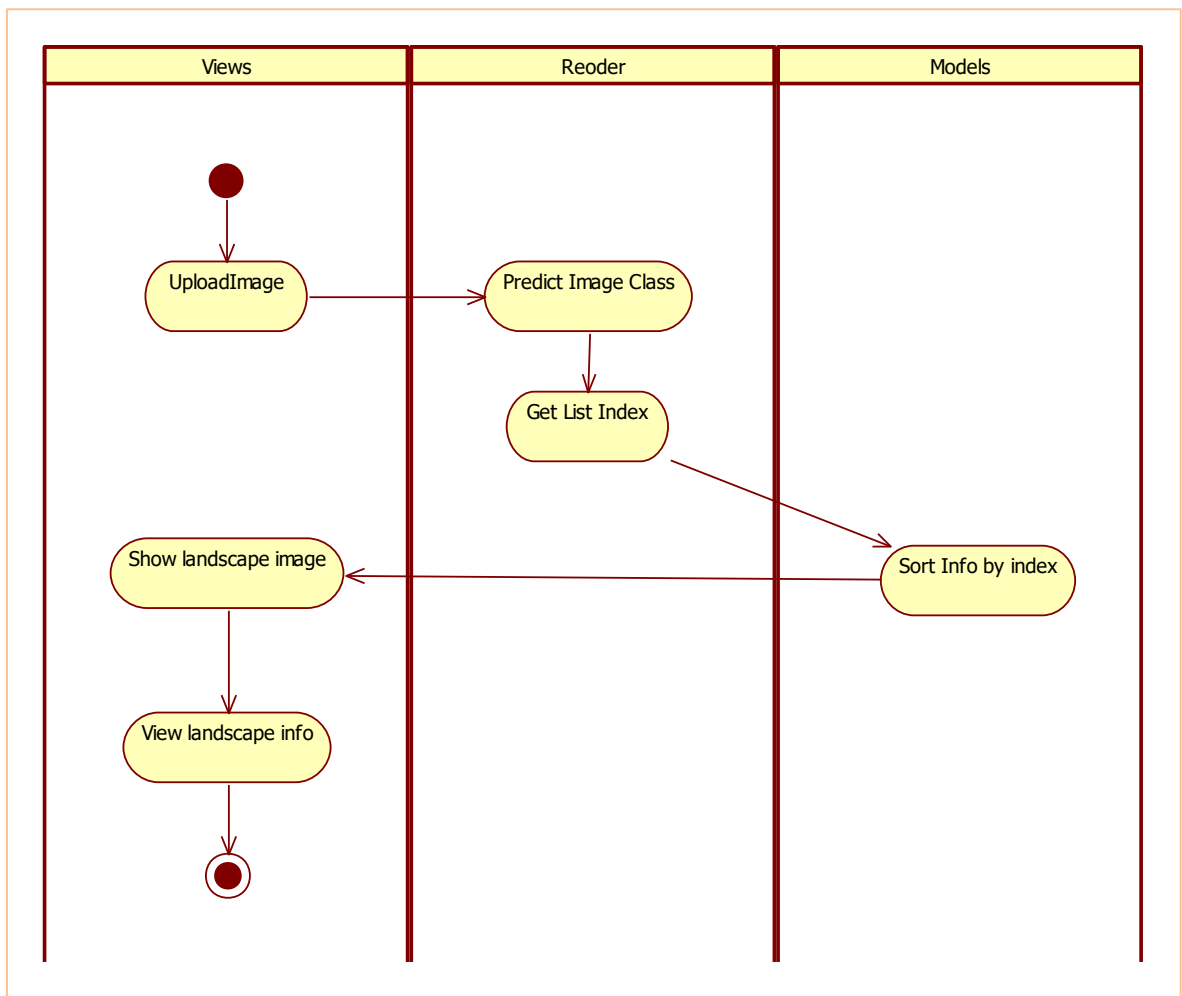 Views
Reoder
Models
UploadImage
Predict Image Class
Get List Index
Sort Info by index
Show landscape image
View landscape info